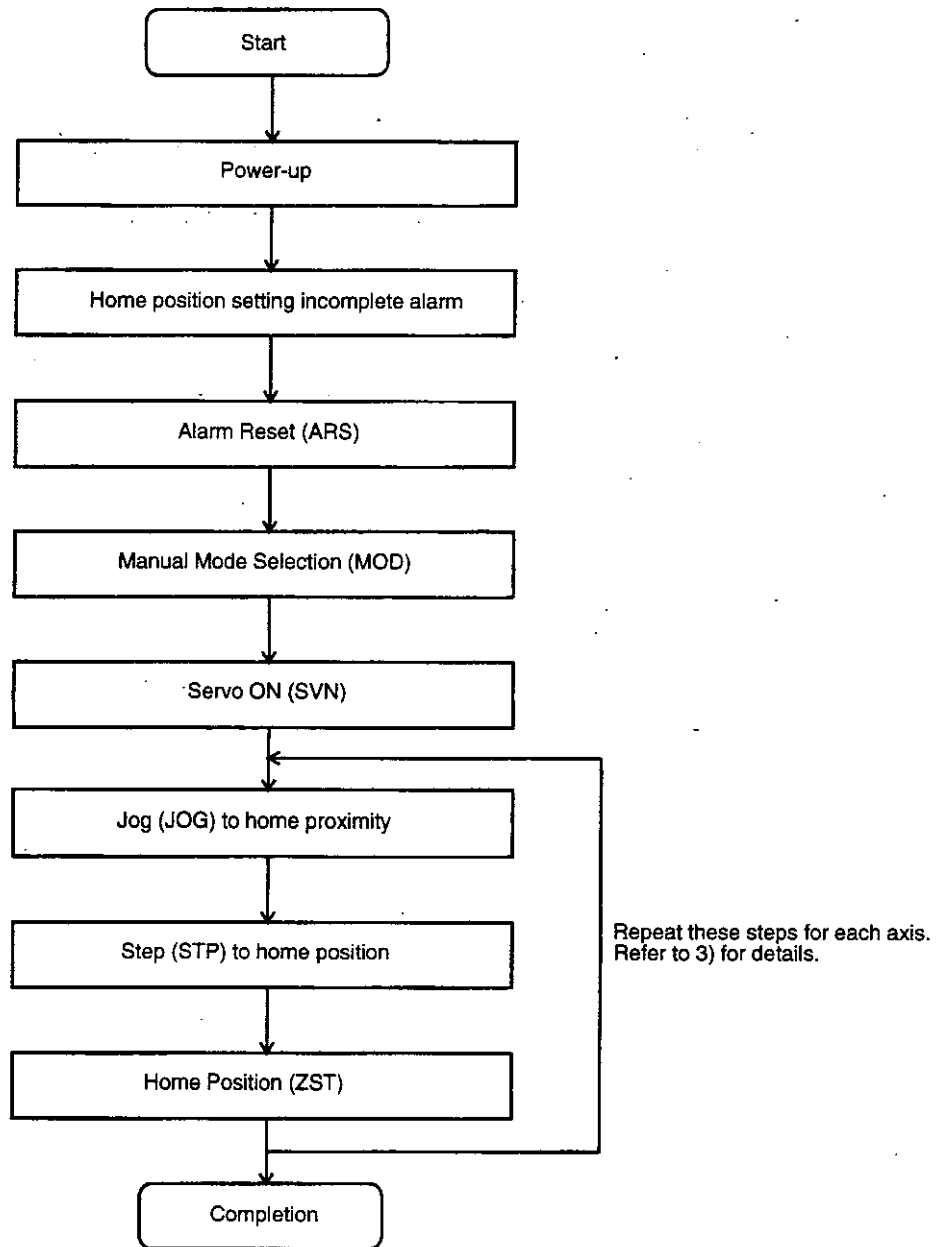 Start
Power-up
Home position setting incomplete alarm
Alarm Reset (ARS)
Manual Mode Selection (MOD)
Servo ON (SVN)
Jog (JOG) to home proximity
Step (STP) to home position
Repeat these steps for each axis.
Refer to 3) for details.
Home Position (ZST)
Completion